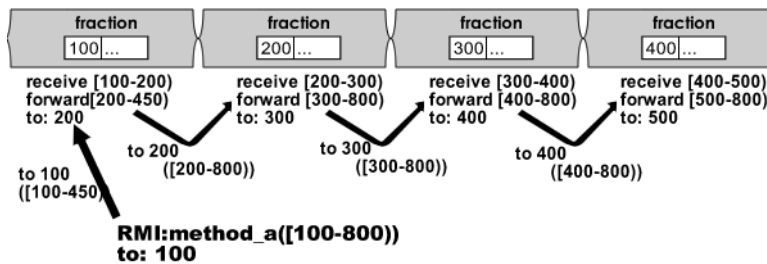 fraction
100 ...
fraction
200 ...
fraction
300 ...
fraction
400 ...
receive [100-200)
forward[200-450)
to: 200
receive [200-300)
forward [300-800)
to: 300
receive [300-400)
forward [400-800)
to: 400
receive [400-500)
forward [500-800)
to: 500
to 200
([200-800))
to 300
([300-800))
to 400
([400-800))
to 100
([100-450))
RMI:method_a([100-800))
to: 100